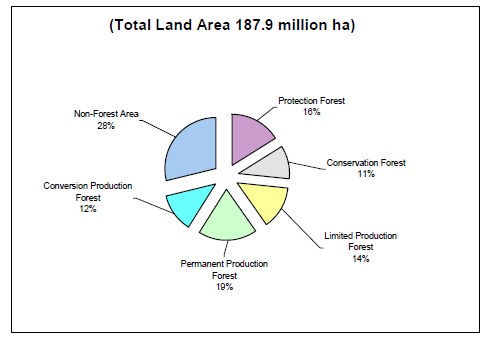 (Total Land Area 187.9 million ha)
Protection Forest
16%
Non-Forest Area
28%
Conservation Forest
11%
Conversion Production
Forest
12%
Limited Production
Forest
14%
Permanent Production
Forest
19%